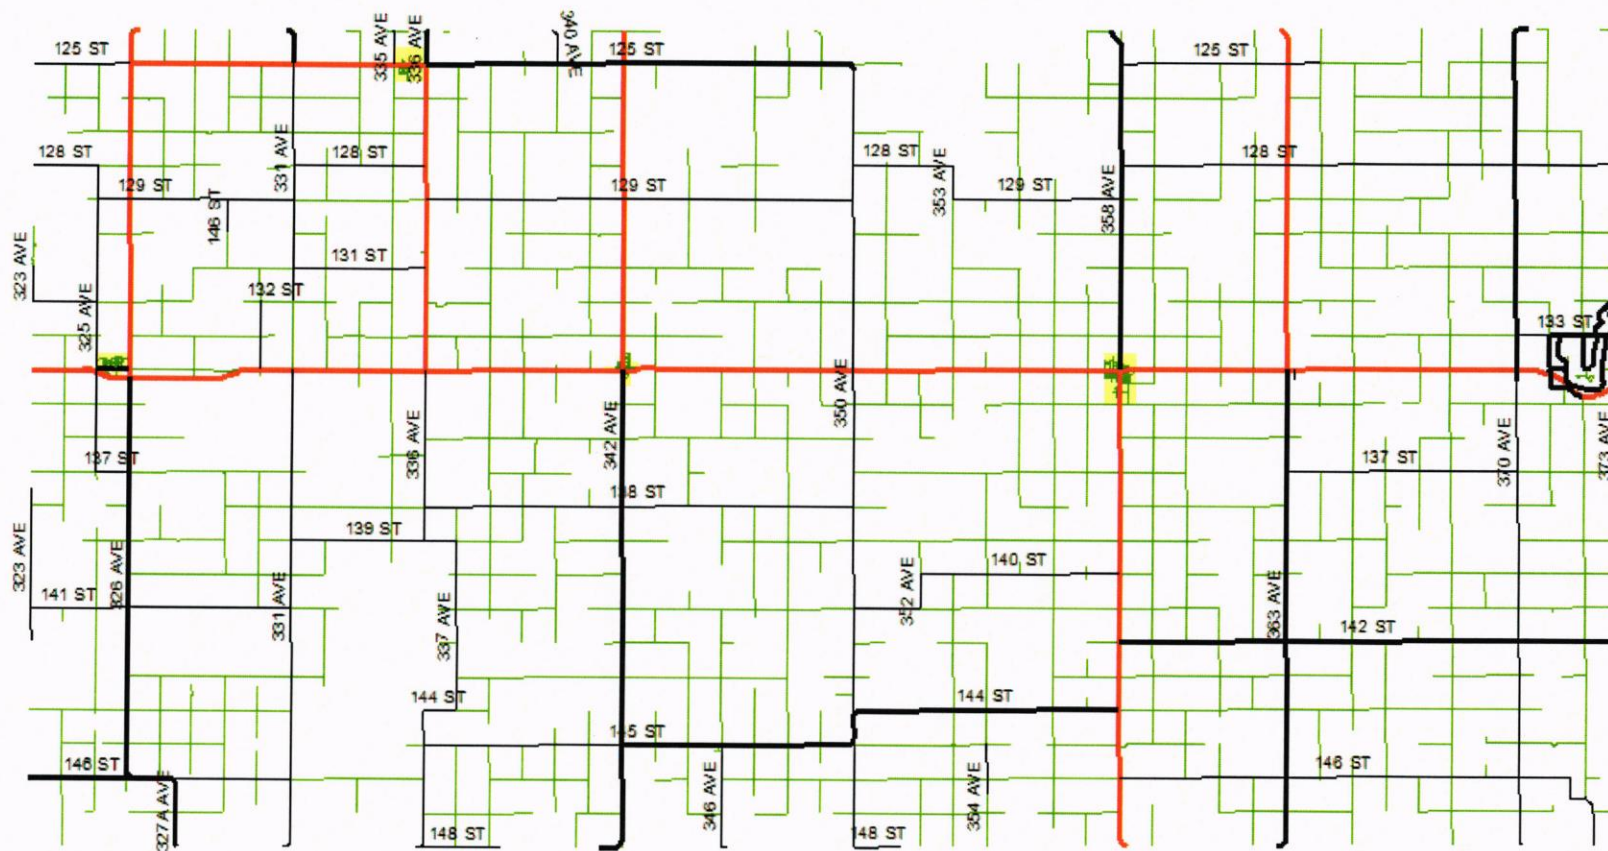 125 ST
335 AVE
336 AVE
340 AVE
125 ST
125 ST
128 ST
331 AVE
128 ST
128 ST
353 AVE
128 ST
129 ST
146 ST
129 ST
129 ST
358 AVE
323 AVE
131 ST
132 ST
325 AVE
133 ST
350 AVE
342 AVE
336 AVE
370 AVE
373 AVE
137 ST
137 ST
138 ST
139 ST
323 AVE
326 AVE
140 ST
141 ST
331 AVE
337 AVE
352 AVE
363 AVE
142 ST
144 ST
144 ST
145 ST
146 ST
146 ST
327A AVE
346 AVE
354 AVE
148 ST
148 ST